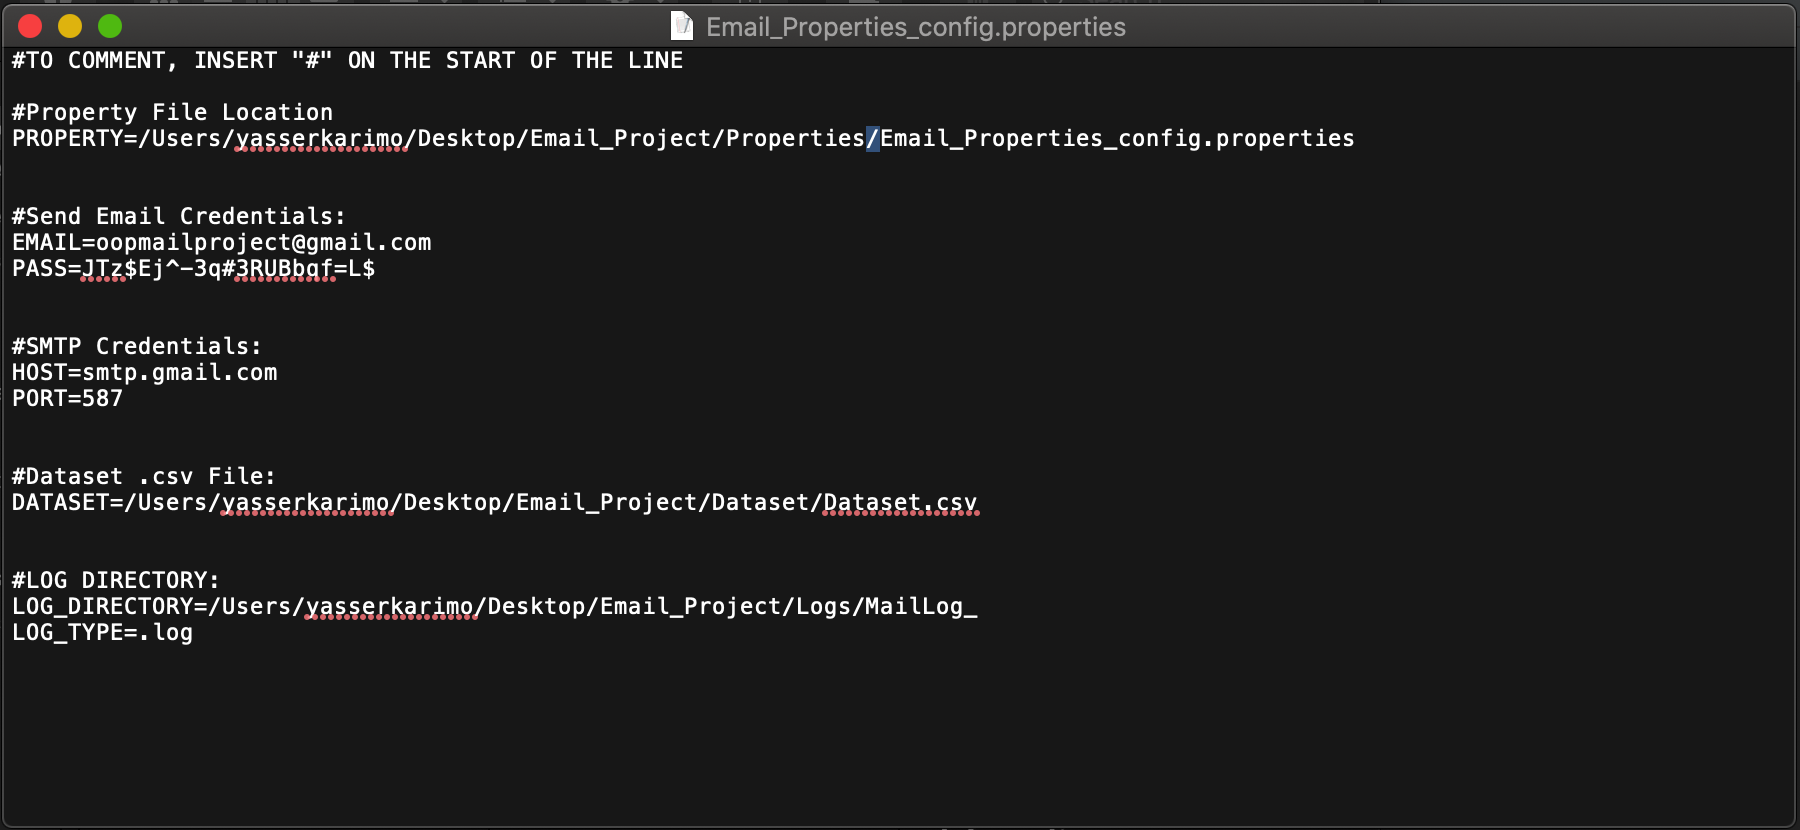 Email_Properties_config.properties
#TO COMMENT, INSERT "#" ON THE START OF THE LINE
#Property File Location
PROPERTY=/Users/yasserkarimo/Desktop/Email_Project/Properties/Email_Properties_config.properties
#Send Email Credentials:
EMAIL=oopmailproject@gmail.com
PASS=JTz$Ej^-3q#3RUBbqf=L$
#SMTP Credentials:
HOST=smtp.gmail.com
PORT=587
#Dataset .csv File:
DATASET=/Users/yasserkarimo/Desktop/Email_Project/Dataset/Dataset.csv
#LOG DIRECTORY:
LOG_DIRECTORY=/Users/yasserkarimo/Desktop/Email_Project/Logs/MailLog_
LOG_TYPE=.log